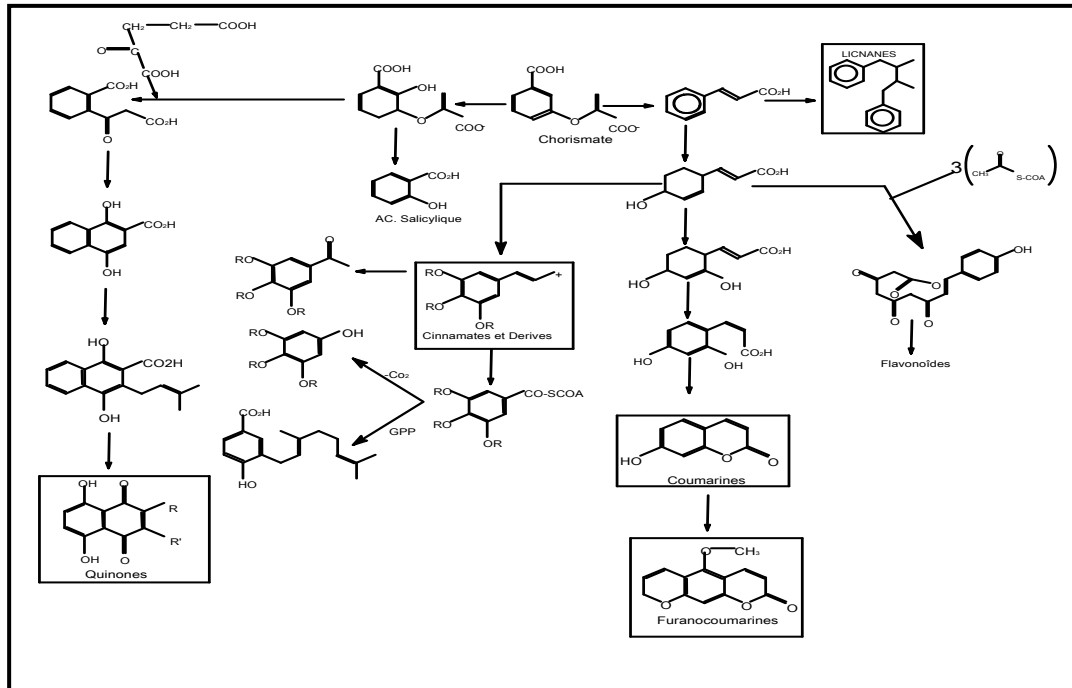 CH₂ CH₂ COOH
O C
COOH
CO₂H
CO₂H
O
COOH
OH
O
COO⁻
COOH
O
COO⁻
Chorismate
CO₂H
LICNANES
CO₂H
OH
AC. Salicylique
CO₂H
HO
3 ( CH₃ O S-COA )
OH
CO₂H
OH
O
RO
RO
OR
RO
RO
OR
+
Cinnamates et Derives
CO₂H
HO OH
OH
O
O
O
O
O
Flavonoîdes
HO
CO2H
OH
RO
RO
OR
OH
-Co₂
GPP
RO
RO
OR
CO-SCOA
HO
OH
CO₂H
CO₂H
HO
HO
O
O
Coumarines
OH
O
R
R'
OH
O
Quinones
O CH₃
O
O
O
Furanocoumarines